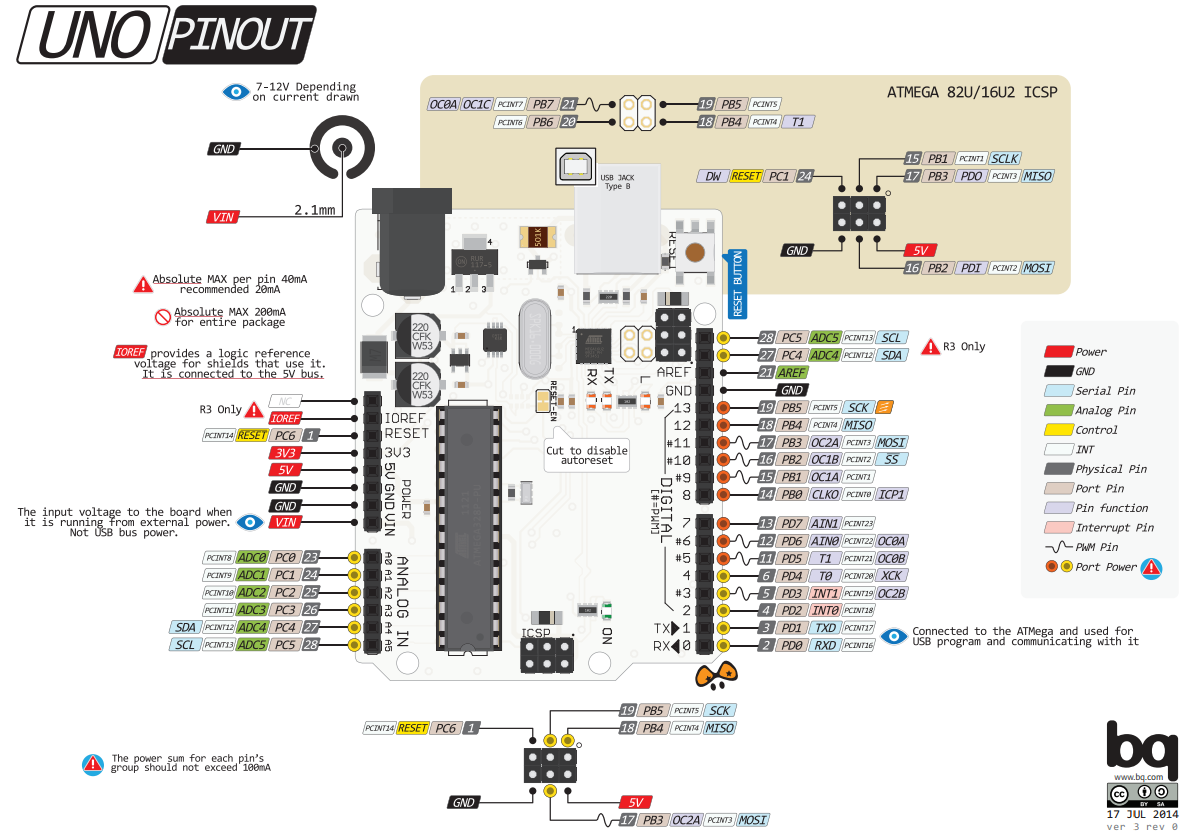 UNO PINOUT
7-12V Depending
on current drawn
GND
VIN
2.1mm
ATMEGA 82U/16U2 ICSP
OC0A OC1C PCINT7 PB7 21
PCINT6 PB6 20
19 PB5 PCINT5
18 PB4 PCINT4 T1
15 PB1 PCINT1 SCLK
17 PB3 PDO PCINT3 MISO
DW RESET PC1 24
GND
5V
16 PB2 PDI PCINT2 MOSI
USB JACK
Type B
RESET
RESET BUTTON
501K
4
1 2 3
Absolute MAX per pin 40mA
recommended 20mA
Absolute MAX 200mA
for entire package
IOREF provides a logic reference
voltage for shields that use it.
It is connected to the 5V bus.
220
CFK
W53
220
CFK
W53
1
RX
TX
L
RESET-EN
Cut to disable
autoreset
R3 Only
NC
IOREF
PCINT14 RESET PC6 1
3V3
5V
GND
GND
VIN
The input voltage to the board when
it is running from external power.
Not USB bus power.
IOREF
RESET
3V3
5V
GND
VIN
POWER
PCINT8 ADC0 PC0 23
PCINT9 ADC1 PC1 24
PCINT10 ADC2 PC2 25
PCINT11 ADC3 PC3 26
SDA PCINT12 ADC4 PC4 27
SCL PCINT13 ADC5 PC5 28
A0
A1
A2
A3
A4
A5
ANALOG IN
AREF
GND
13
12
#11
#10
#9
8
7
#6
#5
4
#3
2
TX 1
RX 0
DIGITAL
[#=PWM]
ICSP
ON
28 PC5 ADC5 PCINT13 SCL
27 PC4 ADC4 PCINT12 SDA
R3 Only
21 AREF
GND
19 PB5 PCINT5 SCK
18 PB4 PCINT4 MISO
17 PB3 OC2A PCINT3 MOSI
16 PB2 OC1B PCINT2 SS
15 PB1 OC1A PCINT1
14 PB0 CLKO PCINT0 ICP1
13 PD7 AIN1 PCINT23
12 PD6 AIN0 PCINT22 OC0A
11 PD5 T1 PCINT21 OC0B
6 PD4 T0 PCINT20 XCK
5 PD3 INT1 PCINT19 OC2B
4 PD2 INT0 PCINT18
3 PD1 TXD PCINT17
2 PD0 RXD PCINT16
Connected to the ATMega and used for
USB program and communicating with it
Power
GND
Serial Pin
Analog Pin
Control
INT
Physical Pin
Port Pin
Pin function
Interrupt Pin
PWM Pin
Port Power
PCINT14 RESET PC6 1
19 PB5 PCINT5 SCK
18 PB4 PCINT4 MISO
GND
5V
17 PB3 OC2A PCINT3 MOSI
The power sum for each pin's
group should not exceed 100mA
bq
www.bq.com
cc BY SA
17 JUL 2014
ver 3 rev 0